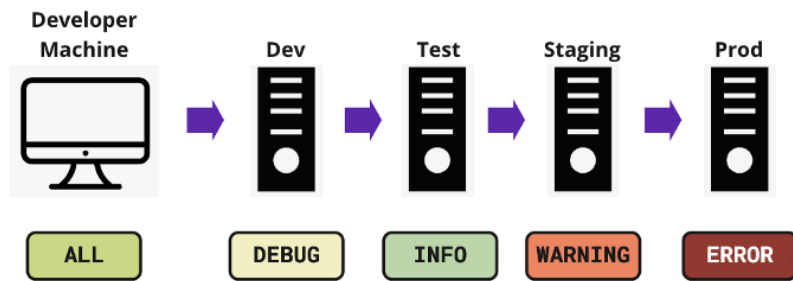 Developer
Machine
Dev
Test
Staging
Prod
ALL
DEBUG
INFO
WARNING
ERROR